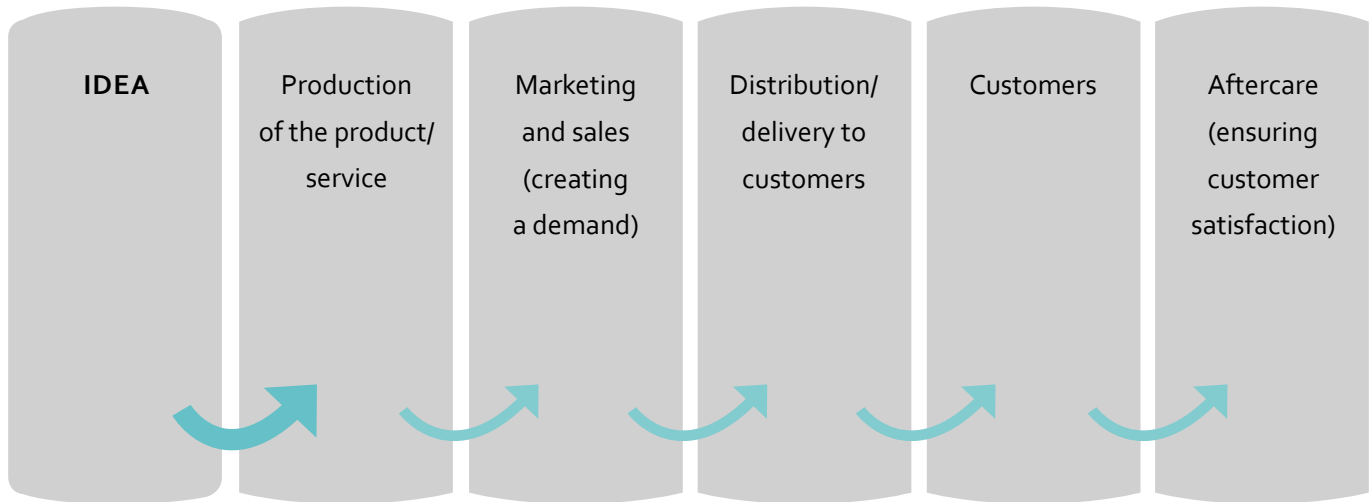 IDEA
Production
of the product/
service
Marketing
and sales
(creating
a demand)
Distribution/
delivery to
customers
Customers
Aftercare
(ensuring
customer
satisfaction)